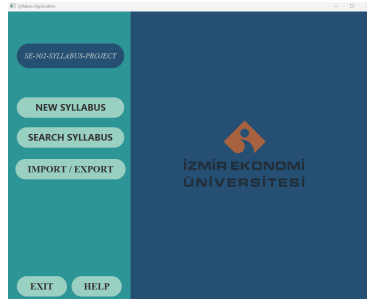 Syllabus Application
SE-302-SYLLABUS-PROJECT
NEW SYLLABUS
SEARCH SYLLABUS
IMPORT / EXPORT
EXIT
HELP
İZMİR EKONOMİ
ÜNİVERSİTESİ